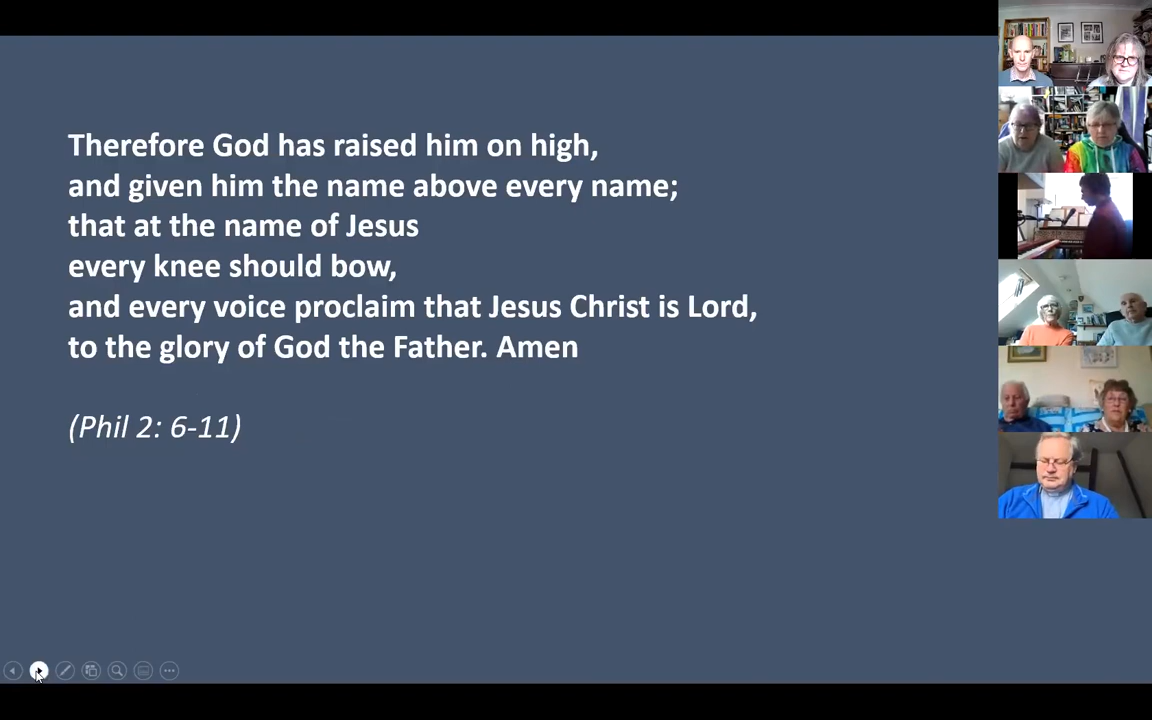 Therefore God has raised him on high,
and given him the name above every name;
that at the name of Jesus
every knee should bow,
and every voice proclaim that Jesus Christ is Lord,
to the glory of God the Father. Amen
(Phil 2: 6-11)